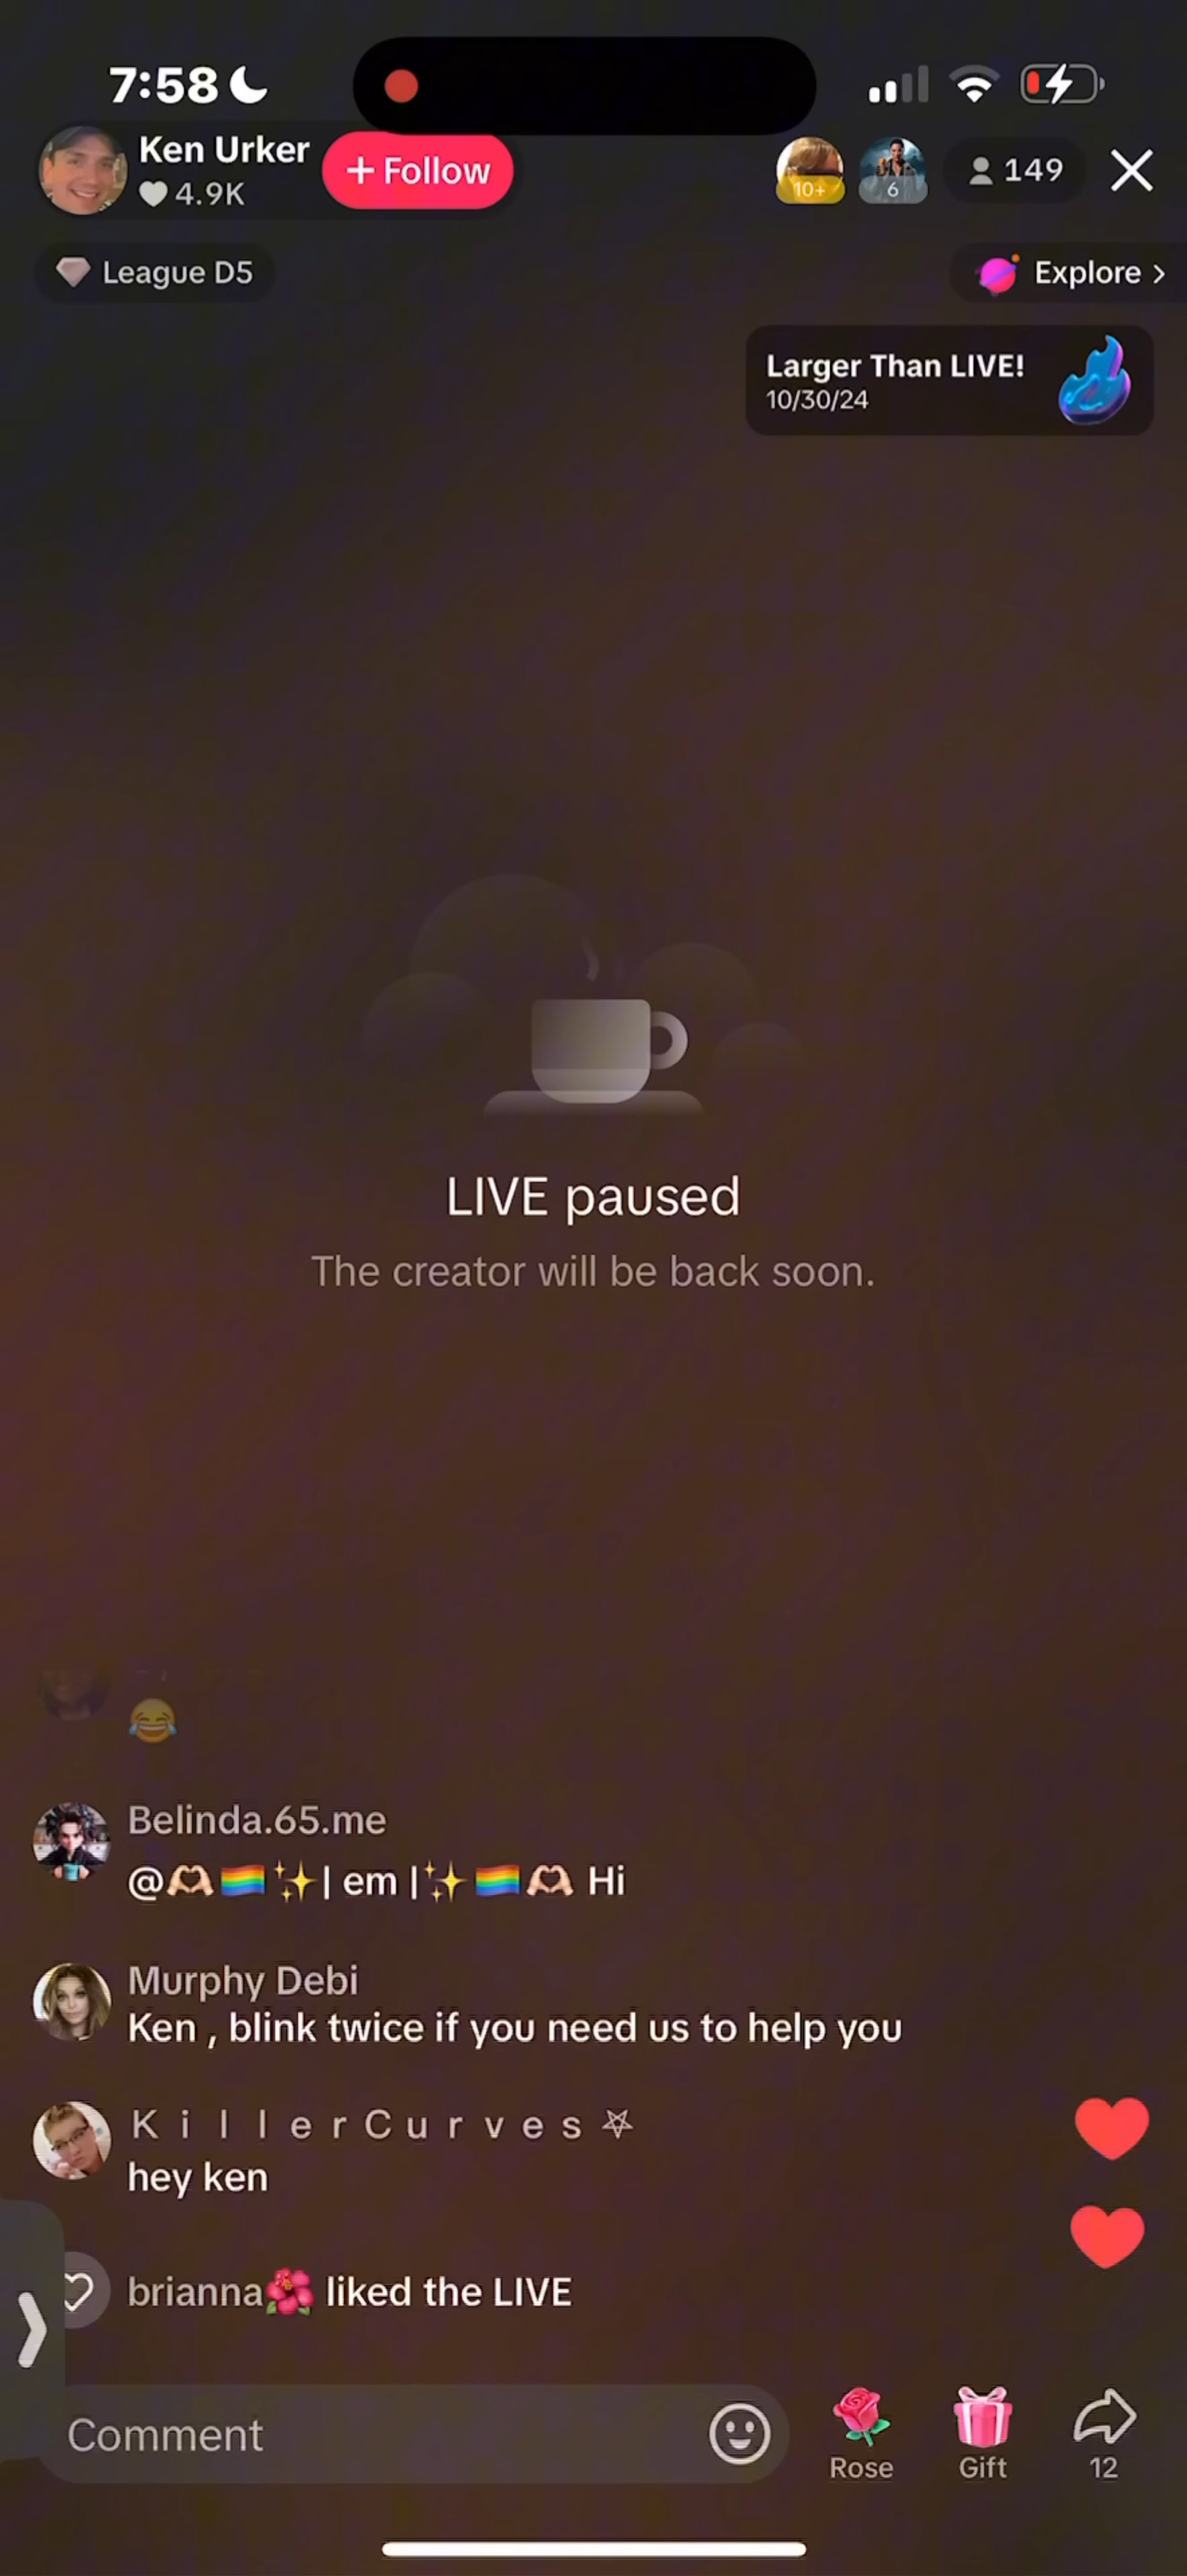 7:58
Ken Urker
4.9K
+ Follow
10+
6
149
League D5
Explore >
Larger Than LIVE!
10/30/24
LIVE paused
The creator will be back soon.
😂
Belinda.65.me
@🫶🏻🏳️‍🌈✨| em |✨🏳️‍🌈🫶🏻 Hi
Murphy Debi
Ken , blink twice if you need us to help you
K i l l e r C u r v e s ⛧
hey ken
brianna🌺 liked the LIVE
Comment
Rose
Gift
12